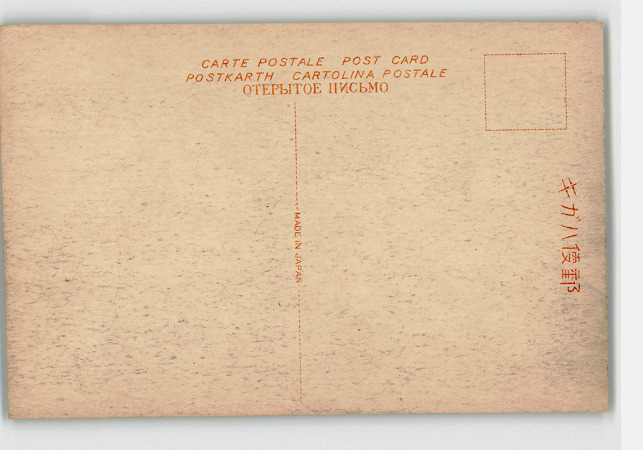 CARTE POSTALE POST CARD
POSTKARTH CARTOLINA POSTALE
ОТЕРЫТОЕ ПИСЬМО
MADE IN JAPAN
キガハ便郵